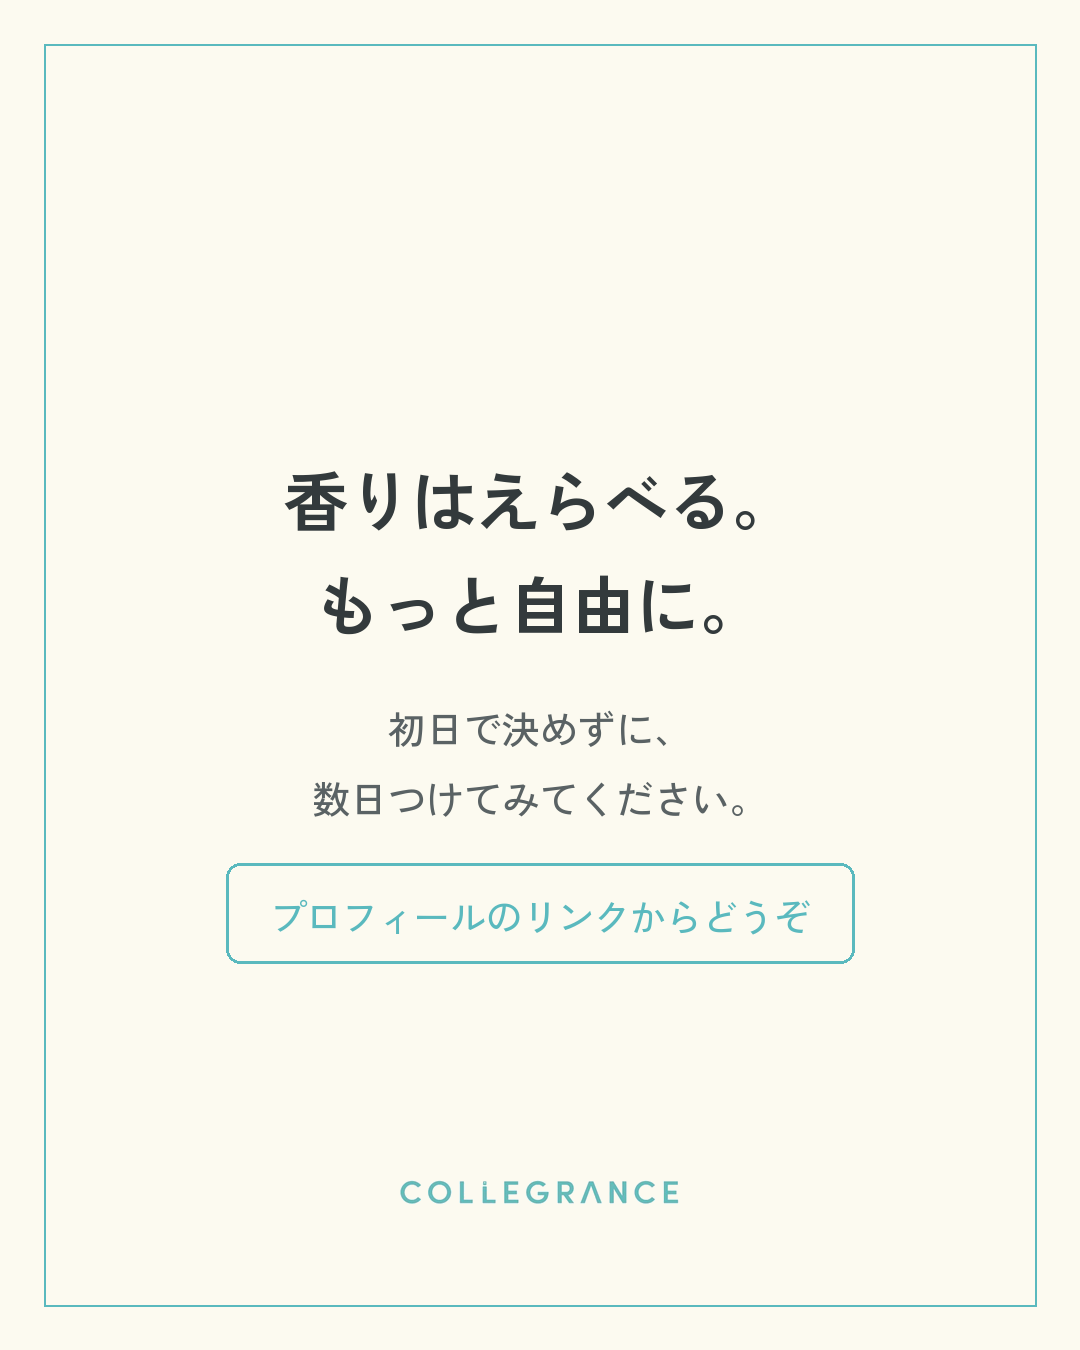 香りはえらべる。
もっと自由に。
初日で決めずに、
数日つけてみてください。
プロフィールのリンクからどうぞ
COLLEGRANCE